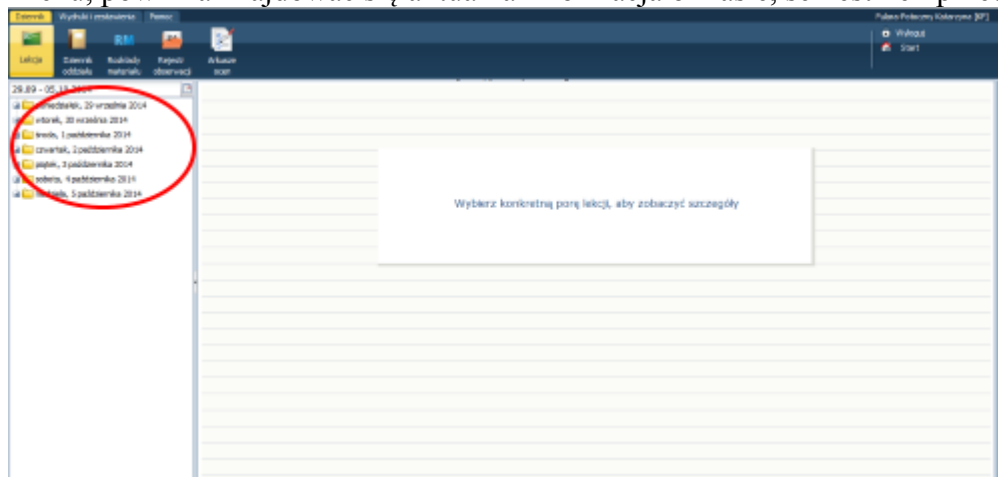 Dziennik Wydruki i zestawienia Pomoc
Wyloguj
Start
Lekcja Dziennik oddziału Rozkłady materiału Rejestr obserwacji Arkusze ocen
29.09 - 05.10.2014
poniedziałek, 29 września 2014
wtorek, 30 września 2014
środa, 1 października 2014
czwartek, 2 października 2014
piątek, 3 października 2014
sobota, 4 października 2014
niedziela, 5 października 2014
Wybierz konkretną porę lekcji, aby zobaczyć szczegóły